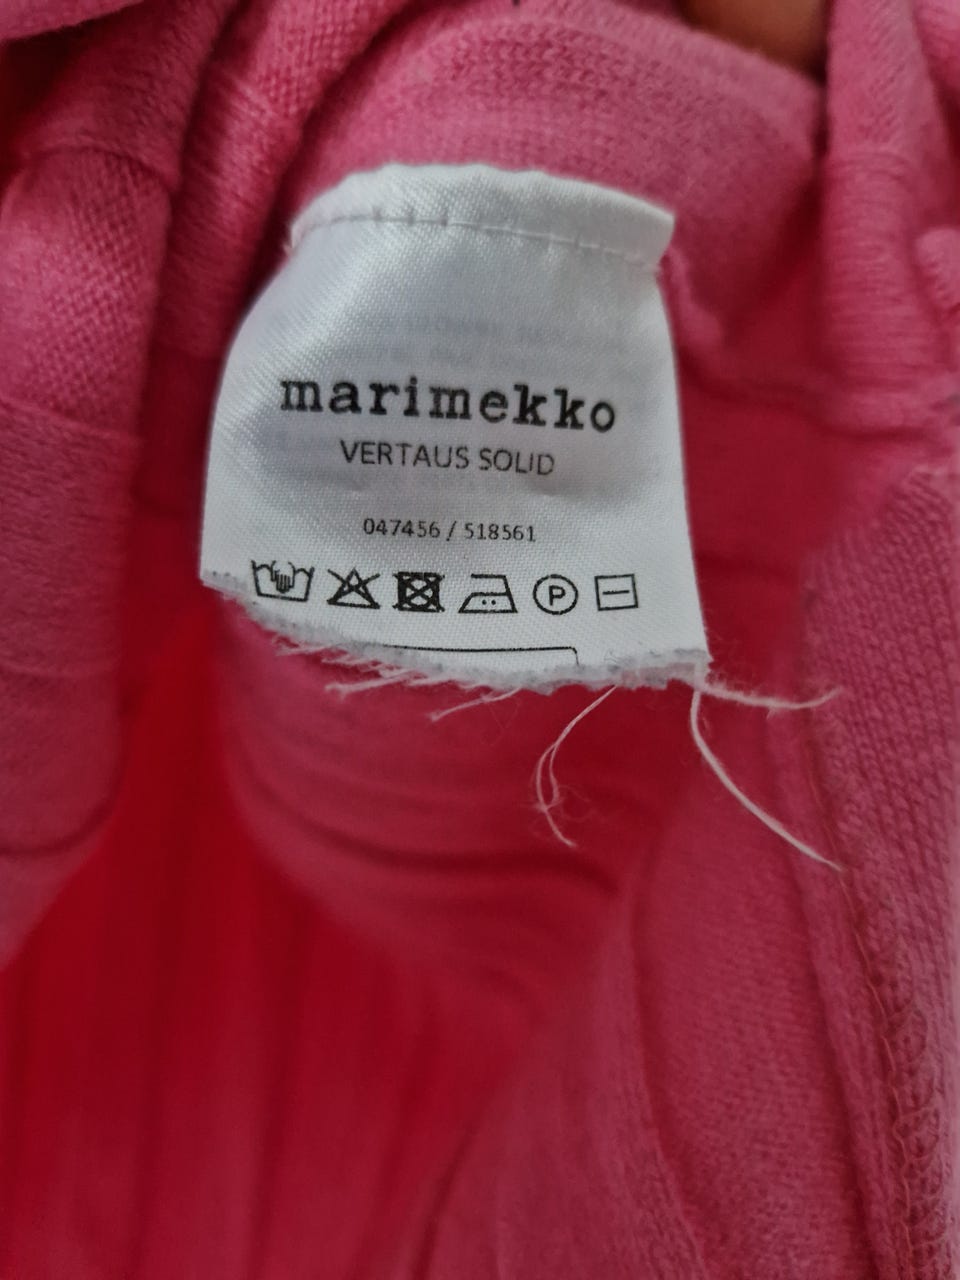 marimekko
VERTAUS SOLID
047456 / 518561
P